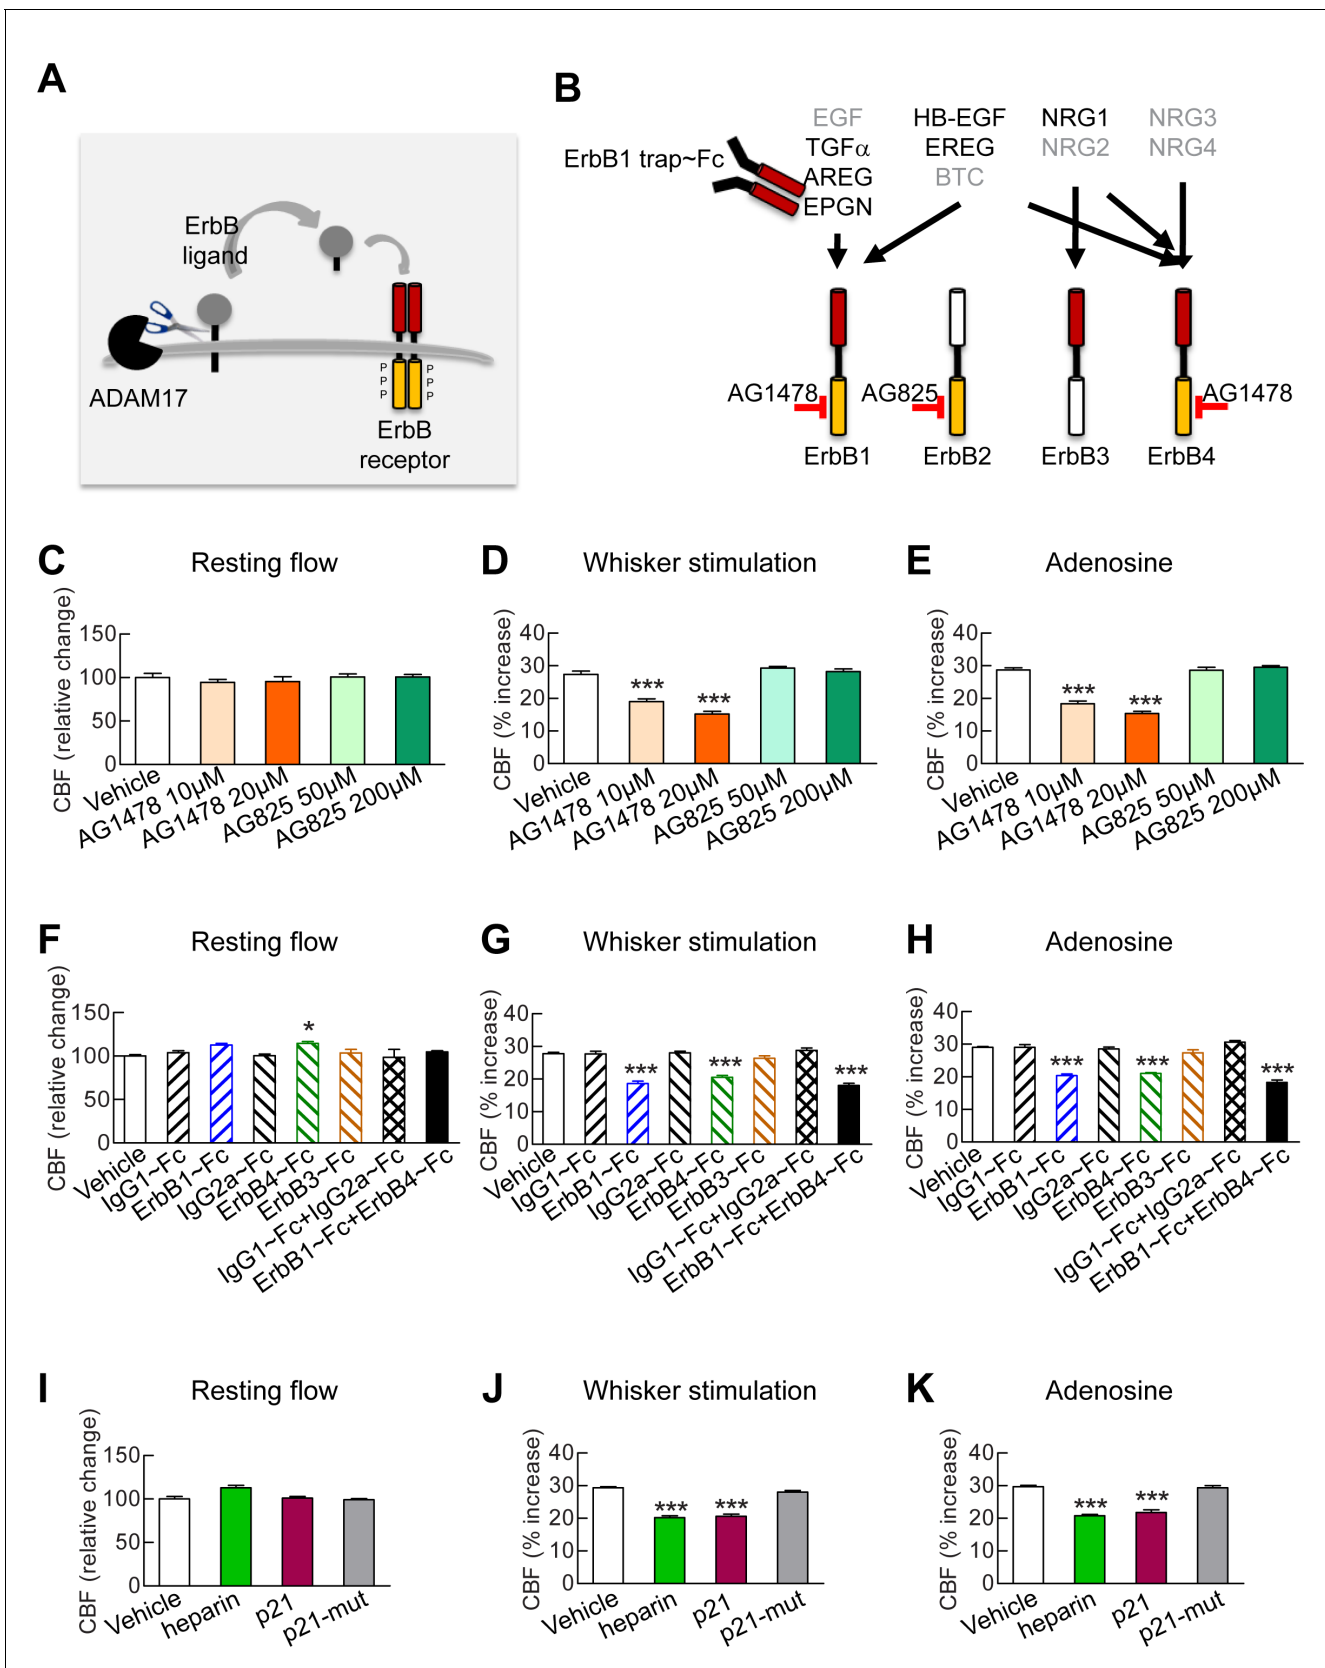 A
ErbB
ligand
ADAM17
P P
P P
P P
ErbB
receptor
B
ErbB1 trap~Fc
EGF HB-EGF NRG1 NRG3
TGFα EREG NRG2 NRG4
AREG BTC
EPGN
AG1478 AG825 AG1478
ErbB1 ErbB2 ErbB3 ErbB4
C Resting flow
CBF (relative change)
150
100
50
0
Vehicle
AG1478 10µM
AG1478 20µM
AG825 50µM
AG825 200µM
D Whisker stimulation
CBF (% increase)
40
30
20
10
0
*** ***
Vehicle
AG1478 10µM
AG1478 20µM
AG825 50µM
AG825 200µM
E Adenosine
CBF (% increase)
40
30
20
10
0
*** ***
Vehicle
AG1478 10µM
AG1478 20µM
AG825 50µM
AG825 200µM
F Resting flow
CBF (relative change)
150
100
50
0
*
Vehicle
IgG1~Fc
ErbB1~Fc
IgG2a~Fc
ErbB4~Fc
ErbB3~Fc
IgG1~Fc+IgG2a~Fc
ErbB1~Fc+ErbB4~Fc
G Whisker stimulation
CBF (% increase)
40
30
20
10
0
*** *** ***
Vehicle
IgG1~Fc
ErbB1~Fc
IgG2a~Fc
ErbB4~Fc
ErbB3~Fc
IgG1~Fc+IgG2a~Fc
ErbB1~Fc+ErbB4~Fc
H Adenosine
CBF (% increase)
40
30
20
10
0
*** *** ***
Vehicle
IgG1~Fc
ErbB1~Fc
IgG2a~Fc
ErbB4~Fc
ErbB3~Fc
IgG1~Fc+IgG2a~Fc
ErbB1~Fc+ErbB4~Fc
I Resting flow
CBF (relative change)
150
100
50
0
Vehicle
heparin
p21
p21-mut
J Whisker stimulation
CBF (% increase)
40
30
20
10
0
*** ***
Vehicle
heparin
p21
p21-mut
K Adenosine
CBF (% increase)
40
30
20
10
0
*** ***
Vehicle
heparin
p21
p21-mut